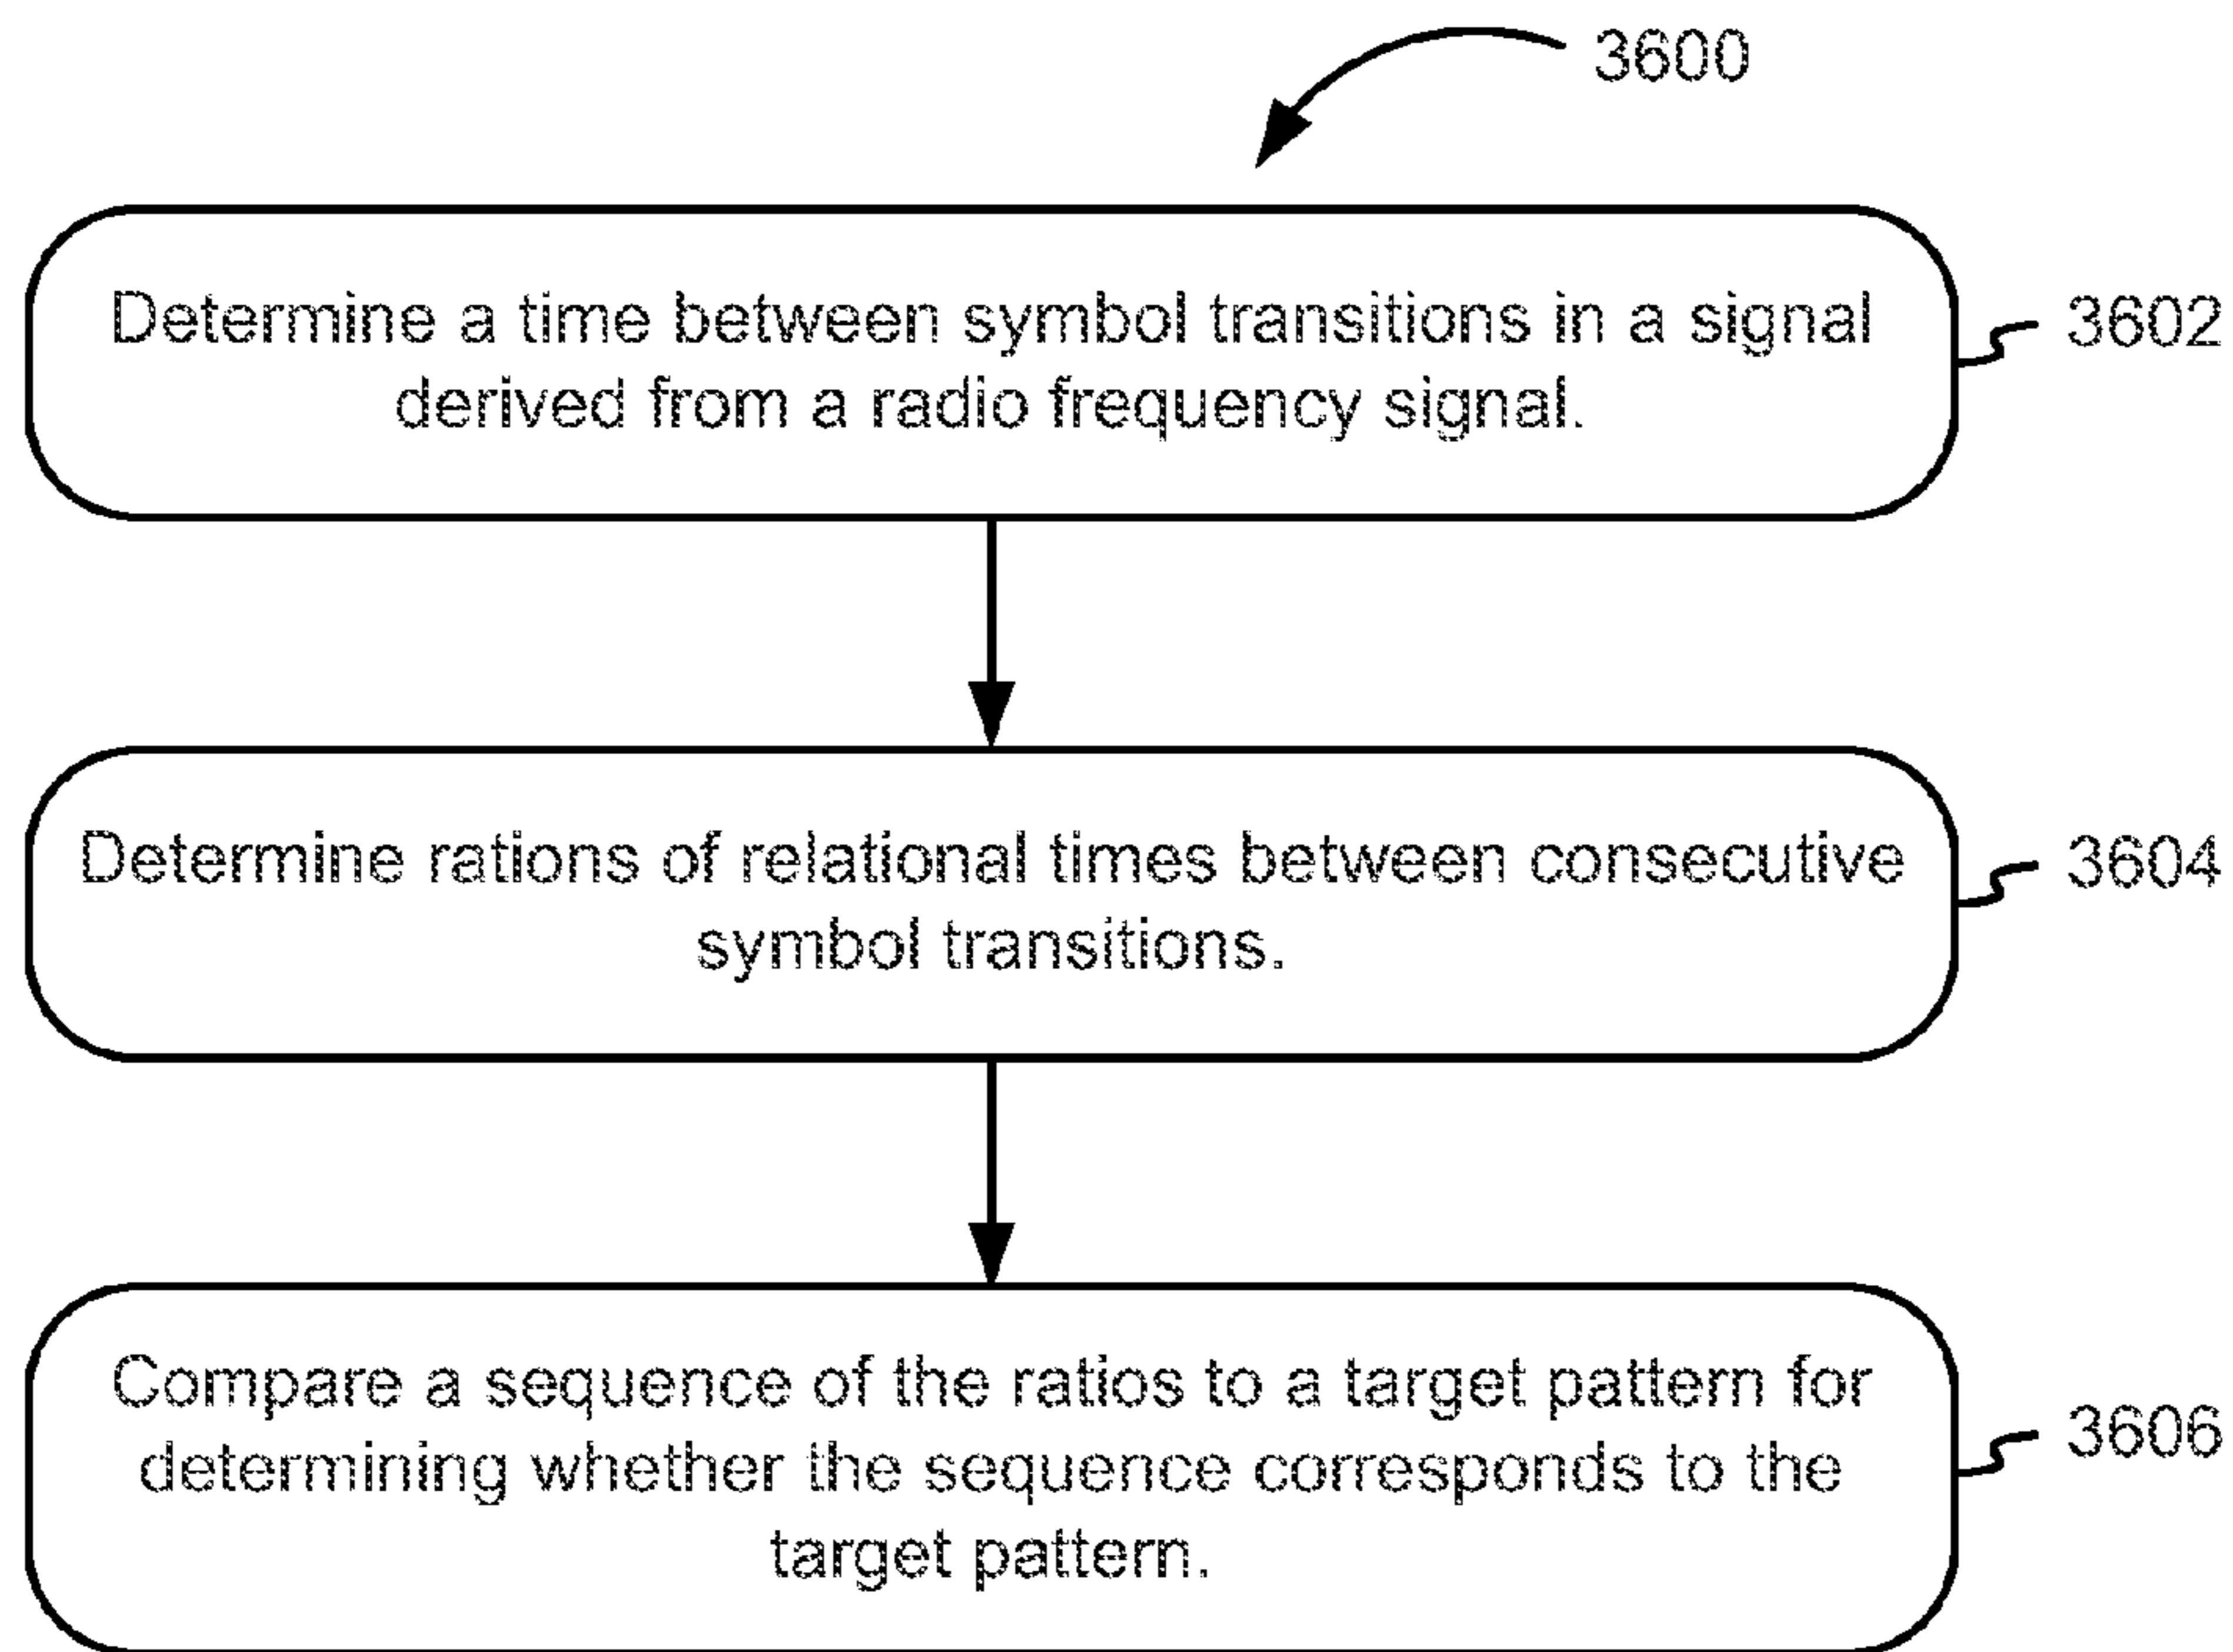 3600
Determine a time between symbol transitions in a signal
derived from a radio frequency signal.
3602
Determine rations of relational times between consecutive
symbol transitions.
3604
Compare a sequence of the ratios to a target pattern for
determining whether the sequence corresponds to the
target pattern.
3606